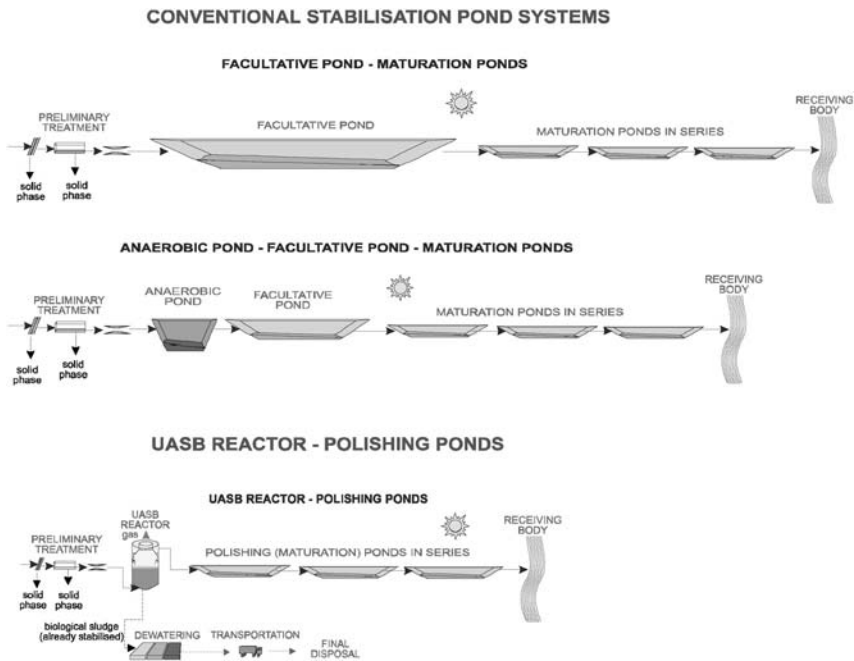 CONVENTIONAL STABILISATION POND SYSTEMS
FACULTATIVE POND - MATURATION PONDS
PRELIMINARY
TREATMENT
FACULTATIVE POND
MATURATION PONDS IN SERIES
RECEIVING
BODY
solid
phase
solid
phase
ANAEROBIC POND - FACULTATIVE POND - MATURATION PONDS
PRELIMINARY
TREATMENT
ANAEROBIC
POND
FACULTATIVE
POND
MATURATION PONDS IN SERIES
RECEIVING
BODY
solid
phase
solid
phase
UASB REACTOR - POLISHING PONDS
UASB REACTOR - POLISHING PONDS
PRELIMINARY
TREATMENT
UASB
REACTOR
gas
POLISHING (MATURATION) PONDS IN SERIES
RECEIVING
BODY
solid
phase
solid
phase
biological sludge
(already stabilised)
DEWATERING
TRANSPORTATION
FINAL
DISPOSAL